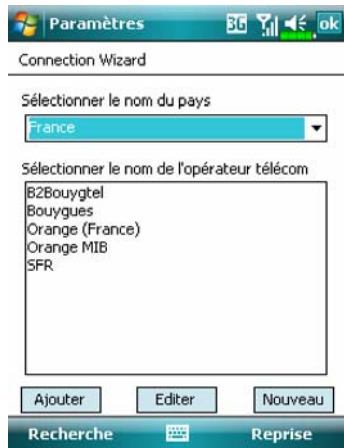 Paramètres 3G ok
Connection Wizard
Sélectionner le nom du pays
France
Sélectionner le nom de l'opérateur télécom
B2Bouygtel
Bouygues
Orange (France)
Orange MIB
SFR
Ajouter Editer Nouveau
Recherche Reprise